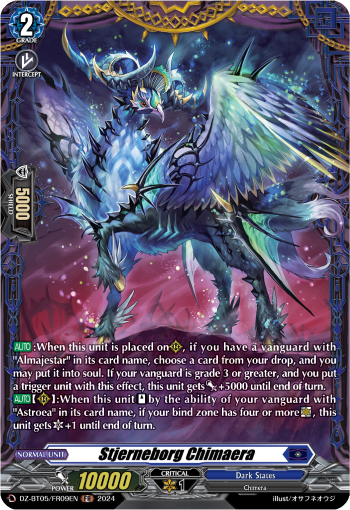 2
GRADE
INTERCEPT
5000
SHIELD
AUTO :When this unit is placed on R, if you have a vanguard with
"Almajestar" in its card name, choose a card from your drop, and you
may put it into soul. If your vanguard is grade 3 or greater, and you put
a trigger unit with this effect, this unit gets +5000 until end of turn.
AUTO【R】:When this unit by the ability of your vanguard with
"Astroea" in its card name, if your bind zone has four or more, this
unit gets +1 until end of turn.
NORMAL UNIT
Stjerneborg Chimaera
POWER 10000
CRITICAL
1
Dark States
Chimera
DZ-BT05/FR09EN FR 2024
illust/オサフネオウジ